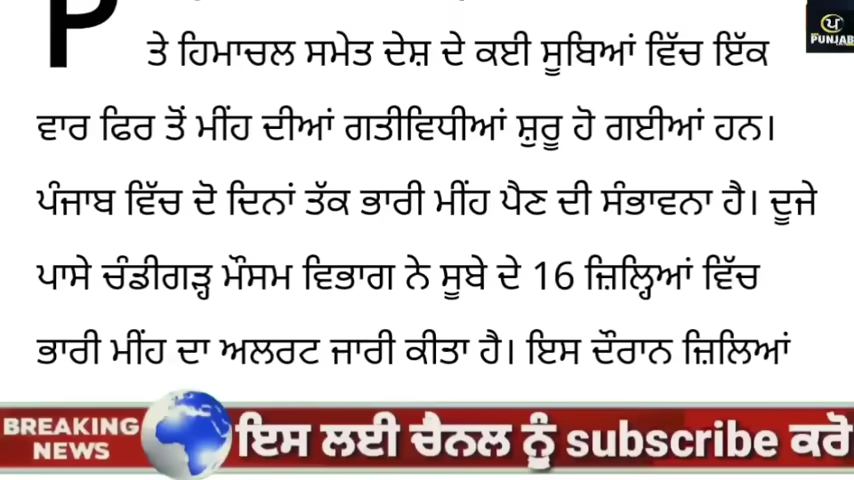 P
PUNJAB
ਤੇ ਹਿਮਾਚਲ ਸਮੇਤ ਦੇਸ਼ ਦੇ ਕਈ ਸੂਬਿਆਂ ਵਿੱਚ ਇੱਕ
ਵਾਰ ਫਿਰ ਤੋਂ ਮੀਂਹ ਦੀਆਂ ਗਤੀਵਿਧੀਆਂ ਸ਼ੁਰੂ ਹੋ ਗਈਆਂ ਹਨ।
ਪੰਜਾਬ ਵਿੱਚ ਦੋ ਦਿਨਾਂ ਤੱਕ ਭਾਰੀ ਮੀਂਹ ਪੈਣ ਦੀ ਸੰਭਾਵਨਾ ਹੈ। ਦੂਜੇ
ਪਾਸੇ ਚੰਡੀਗੜ੍ਹ ਮੌਸਮ ਵਿਭਾਗ ਨੇ ਸੂਬੇ ਦੇ 16 ਜ਼ਿਲ੍ਹਿਆਂ ਵਿੱਚ
ਭਾਰੀ ਮੀਂਹ ਦਾ ਅਲਰਟ ਜਾਰੀ ਕੀਤਾ ਹੈ। ਇਸ ਦੌਰਾਨ ਜ਼ਿਲਿਆਂ
BREAKING
NEWS
ਇਸ ਲਈ ਚੈਨਲ ਨੂੰ subscribe ਕਰੋ